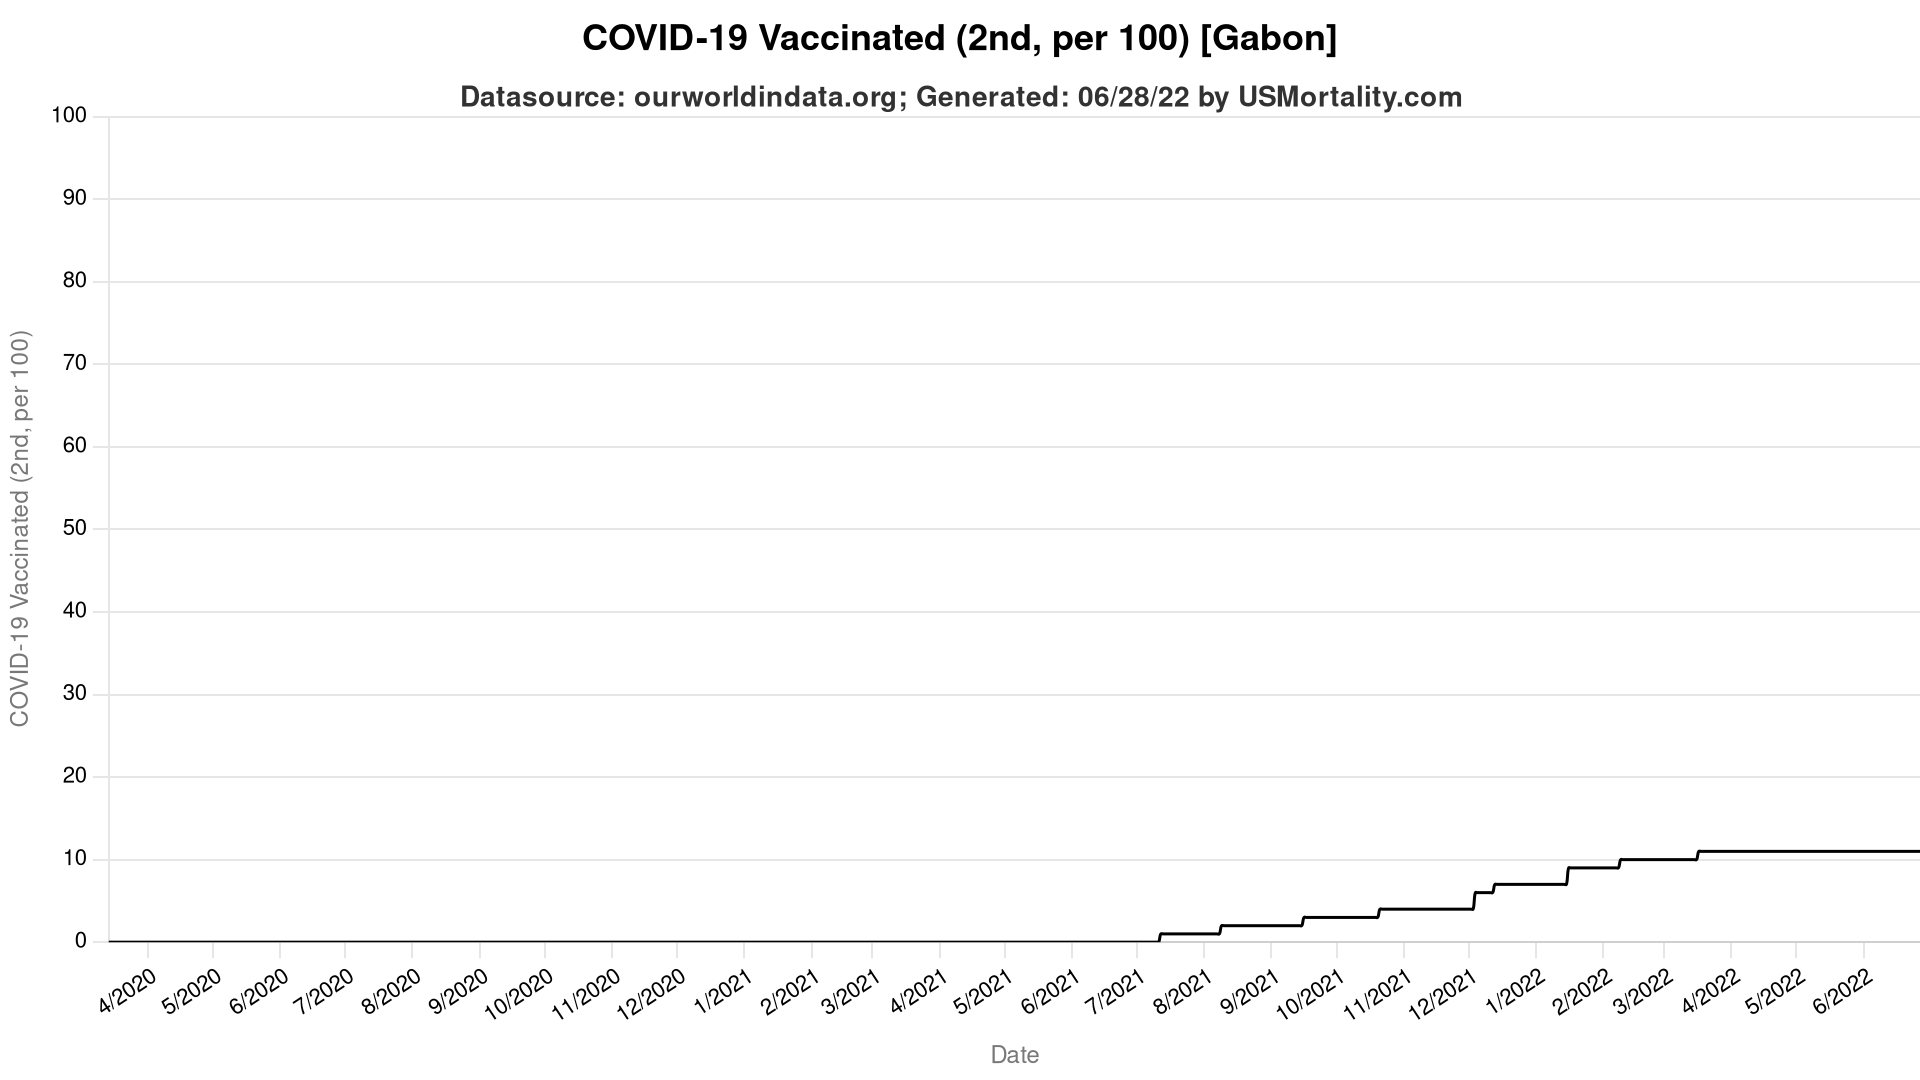 COVID-19 Vaccinated (2nd, per 100) [Gabon]
Datasource: ourworldindata.org; Generated: 06/28/22 by USMortality.com
COVID-19 Vaccinated (2nd, per 100)
100
90
80
70
60
50
40
30
20
10
0
4/2020 5/2020 6/2020 7/2020 8/2020 9/2020 10/2020 11/2020 12/2020 1/2021 2/2021 3/2021 4/2021 5/2021 6/2021 7/2021 8/2021 9/2021 10/2021 11/2021 12/2021 1/2022 2/2022 3/2022 4/2022 5/2022 6/2022
Date